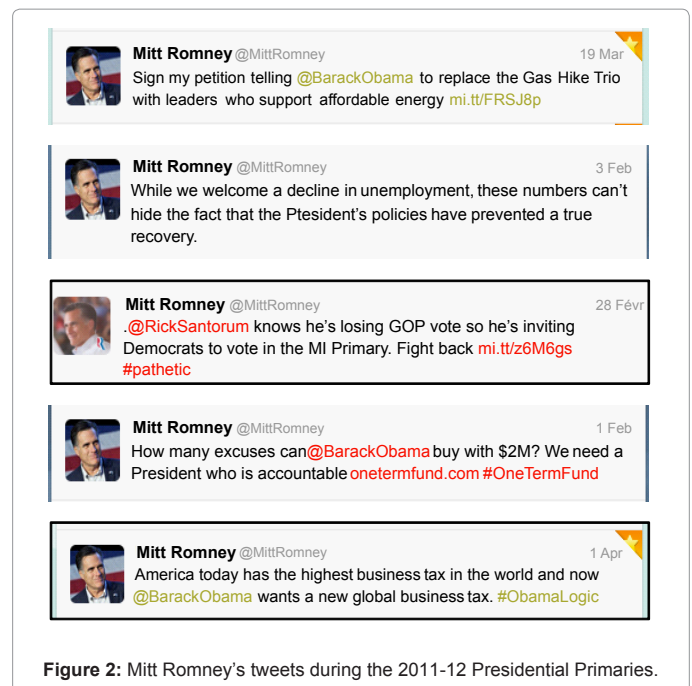 Mitt Romney @MittRomney 19 Mar
Sign my petition telling @BarackObama to replace the Gas Hike Trio
with leaders who support affordable energy mi.tt/FRSJ8p
Mitt Romney @MittRomney 3 Feb
While we welcome a decline in unemployment, these numbers can't
hide the fact that the Ptesident's policies have prevented a true
recovery.
Mitt Romney @MittRomney 28 Févr
.@RickSantorum knows he's losing GOP vote so he's inviting
Democrats to vote in the MI Primary. Fight back mi.tt/z6M6gs
#pathetic
Mitt Romney @MittRomney 1 Feb
How many excuses can@BarackObama buy with $2M? We need a
President who is accountable onetermfund.com #OneTermFund
Mitt Romney @MittRomney 1 Apr
America today has the highest business tax in the world and now
@BarackObama wants a new global business tax. #ObamaLogic
Figure 2: Mitt Romney's tweets during the 2011-12 Presidential Primaries.